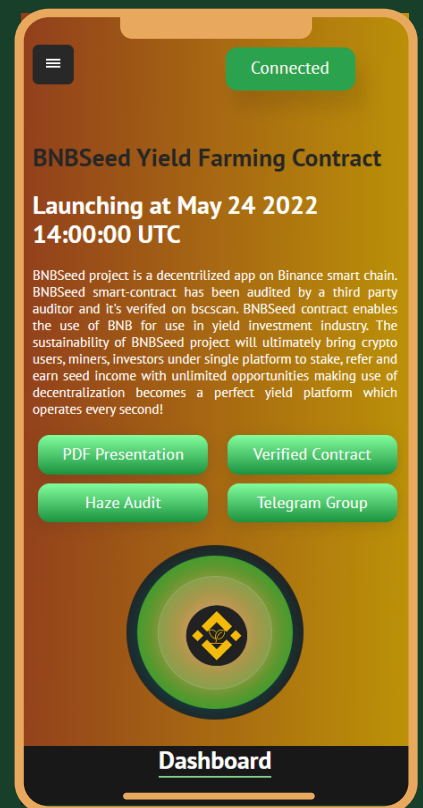 Connected
BNBSeed Yield Farming Contract
Launching at May 24 2022
14:00:00 UTC
BNBSeed project is a decentrilized app on Binance smart chain.
BNBSeed smart-contract has been audited by a third party
auditor and it's verifed on bscscan. BNBSeed contract enables
the use of BNB for use in yield investment industry. The
sustainability of BNBSeed project will ultimately bring crypto
users, miners, investors under single platform to stake, refer and
earn seed income with unlimited opportunities making use of
decentralization becomes a perfect yield platform which
operates every second!
PDF Presentation
Verified Contract
Haze Audit
Telegram Group
Dashboard